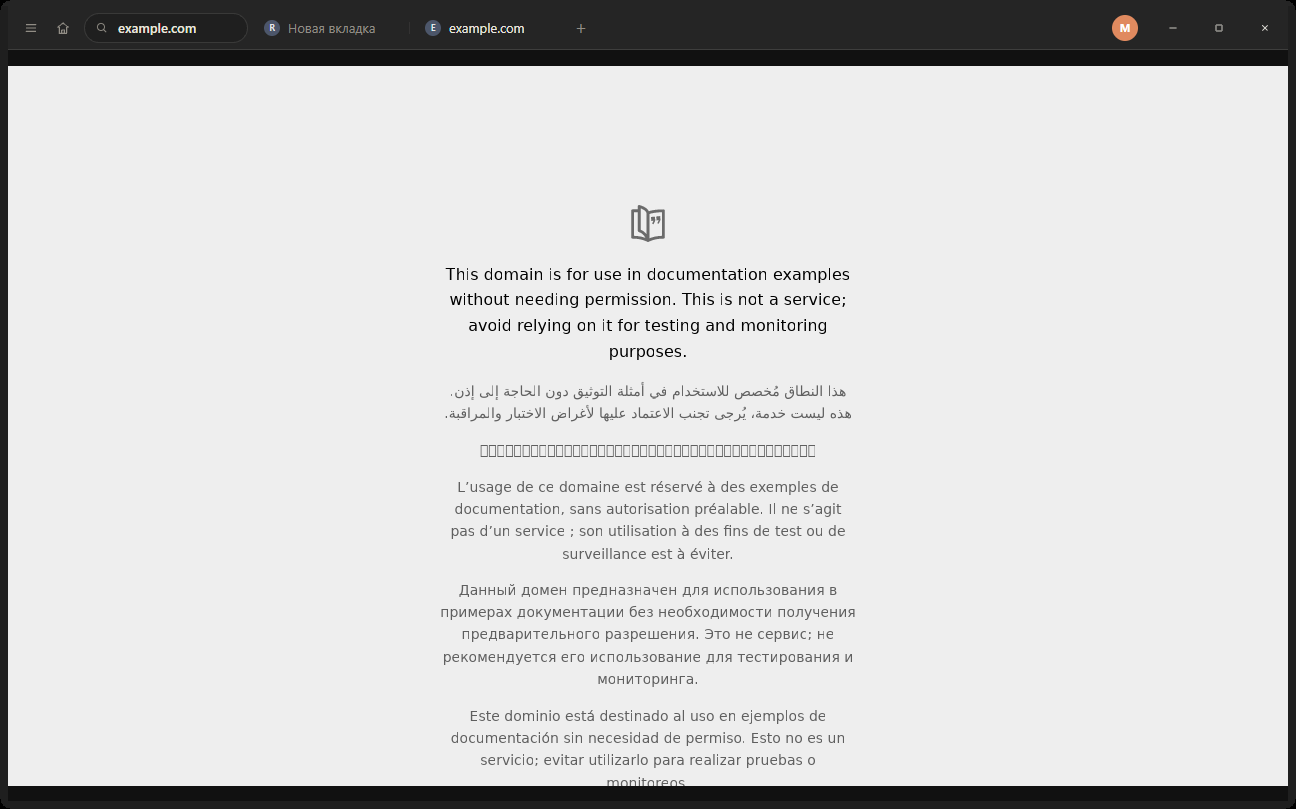 example.com
R Новая вкладка
E example.com
M
This domain is for use in documentation examples
without needing permission. This is not a service;
avoid relying on it for testing and monitoring
purposes.
هذا النطاق مُخصص للاستخدام في أمثلة التوثيق دون الحاجة إلى إذن.
هذه ليست خدمة، يُرجى تجنب الاعتماد عليها لأغراض الاختبار والمراقبة.
L’usage de ce domaine est réservé à des exemples de
documentation, sans autorisation préalable. Il ne s’agit
pas d’un service ; son utilisation à des fins de test ou de
surveillance est à éviter.
Данный домен предназначен для использования в
примерах документации без необходимости получения
предварительного разрешения. Это не сервис; не
рекомендуется его использование для тестирования и
мониторинга.
Este dominio está destinado al uso en ejemplos de
documentación sin necesidad de permiso. Esto no es un
servicio; evitar utilizarlo para realizar pruebas o
monitoreos.